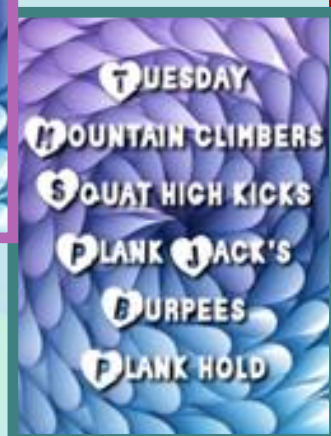 TUESDAY
MOUNTAIN CLIMBERS
SQUAT HIGH KICKS
PLANK JACK'S
BURPEES
PLANK HOLD